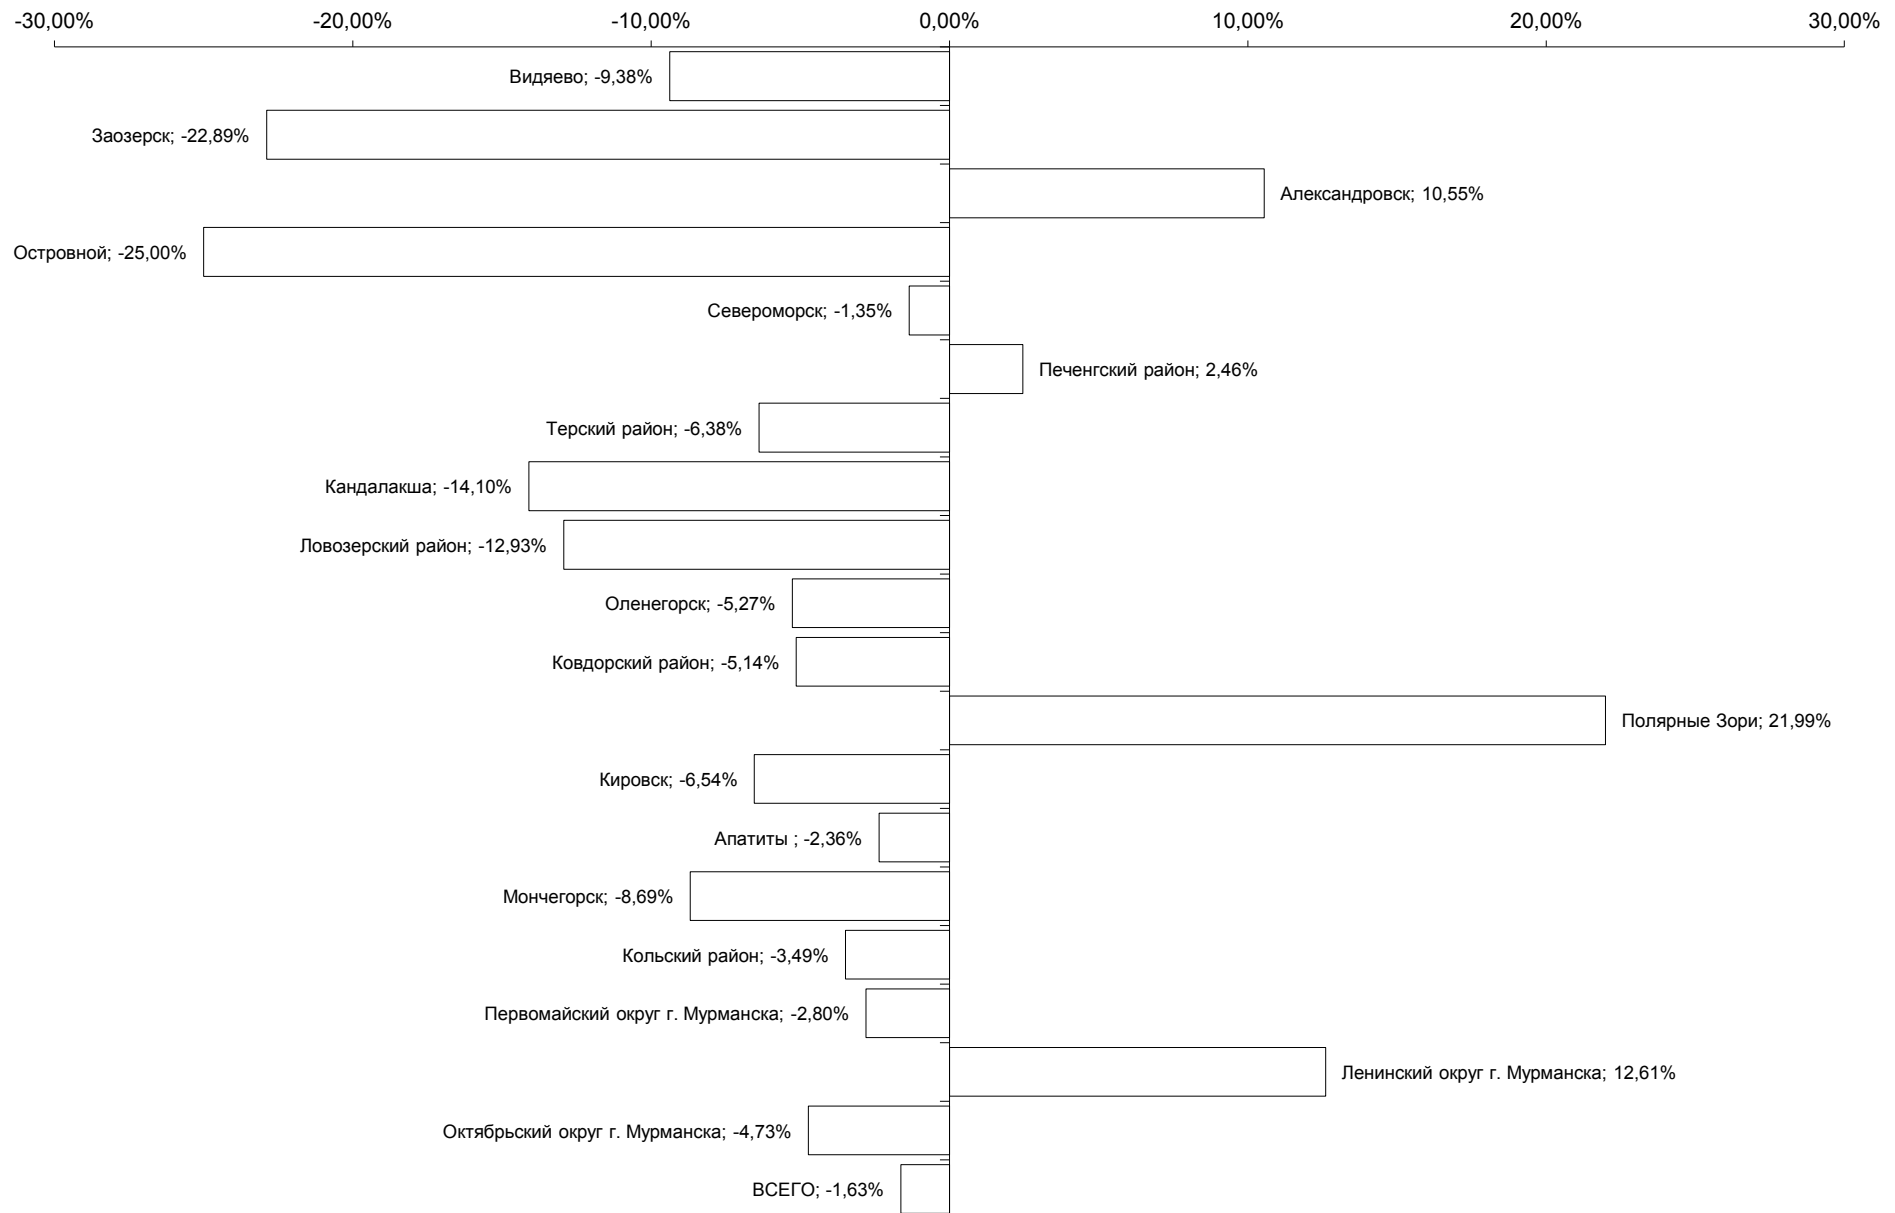 -30,00% -20,00% -10,00% 0,00% 10,00% 20,00% 30,00%
Видяево; -9,38%
Заозерск; -22,89%
Александровск; 10,55%
Островной; -25,00%
Североморск; -1,35%
Печенгский район; 2,46%
Терский район; -6,38%
Кандалакша; -14,10%
Ловозерский район; -12,93%
Оленегорск; -5,27%
Ковдорский район; -5,14%
Полярные Зори; 21,99%
Кировск; -6,54%
Апатиты ; -2,36%
Мончегорск; -8,69%
Кольский район; -3,49%
Первомайский округ г. Мурманска; -2,80%
Ленинский округ г. Мурманска; 12,61%
Октябрьский округ г. Мурманска; -4,73%
ВСЕГО; -1,63%